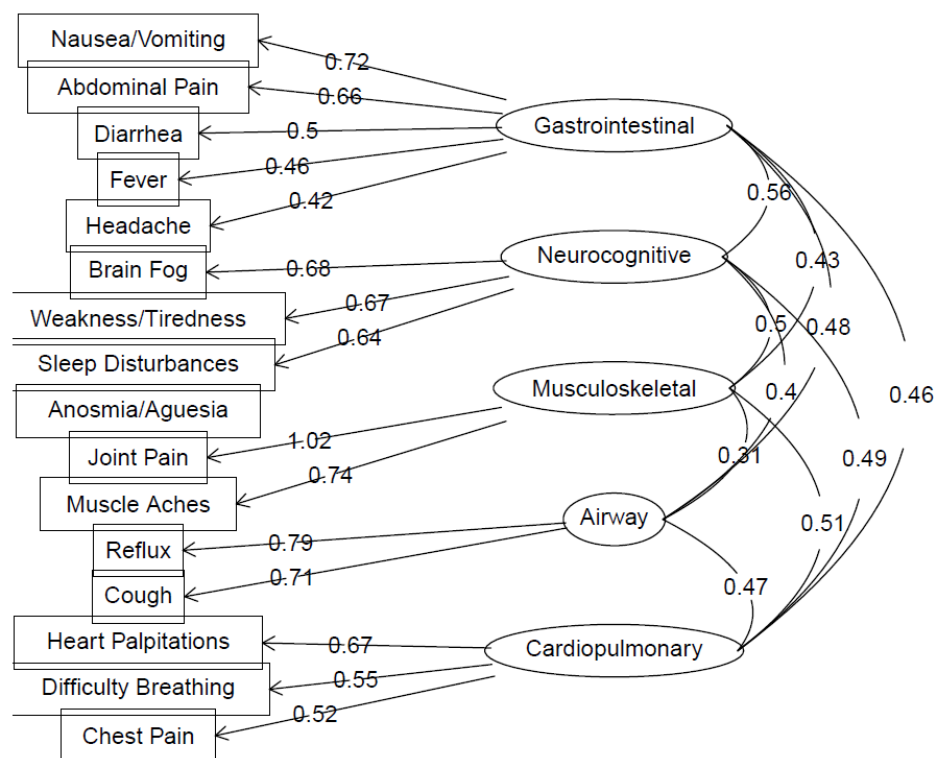 Nausea/Vomiting
0.72
Abdominal Pain
0.66
Gastrointestinal
Diarrhea
0.5
Fever
0.46
0.56
Headache
0.42
Neurocognitive
0.43
Brain Fog
0.68
Weakness/Tiredness
0.67
0.5
0.48
Sleep Disturbances
0.64
Musculoskeletal
0.4
0.46
Anosmia/Aguesia
Joint Pain
1.02
0.31
0.49
Muscle Aches
0.74
Airway
0.51
Reflux
0.79
Cough
0.71
0.47
Heart Palpitations
0.67
Cardiopulmonary
Difficulty Breathing
0.55
Chest Pain
0.52